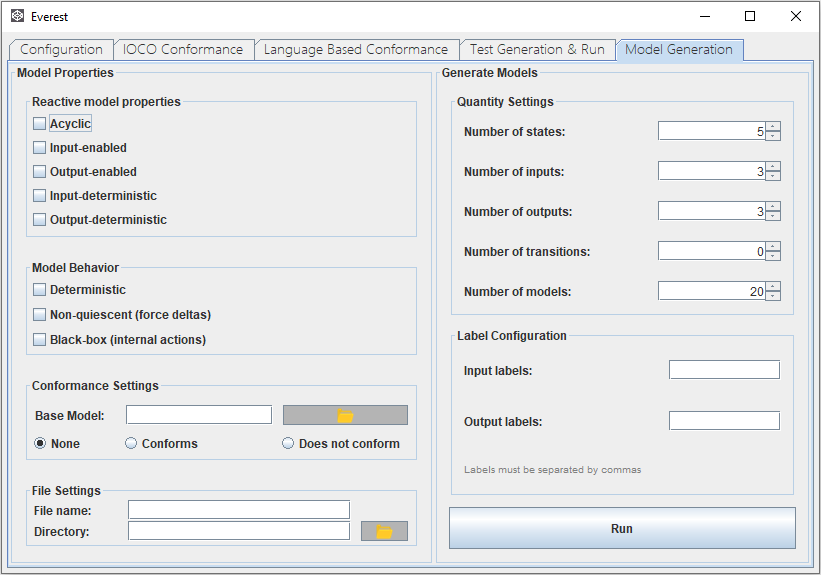 Everest
Configuration
IOCO Conformance
Language Based Conformance
Test Generation & Run
Model Generation
Model Properties
Reactive model properties
Acyclic
Input-enabled
Output-enabled
Input-deterministic
Output-deterministic
Model Behavior
Deterministic
Non-quiescent (force deltas)
Black-box (internal actions)
Conformance Settings
Base Model:
None
Conforms
Does not conform
File Settings
File name:
Directory:
Generate Models
Quantity Settings
Number of states: 5
Number of inputs: 3
Number of outputs: 3
Number of transitions: 0
Number of models: 20
Label Configuration
Input labels:
Output labels:
Labels must be separated by commas
Run